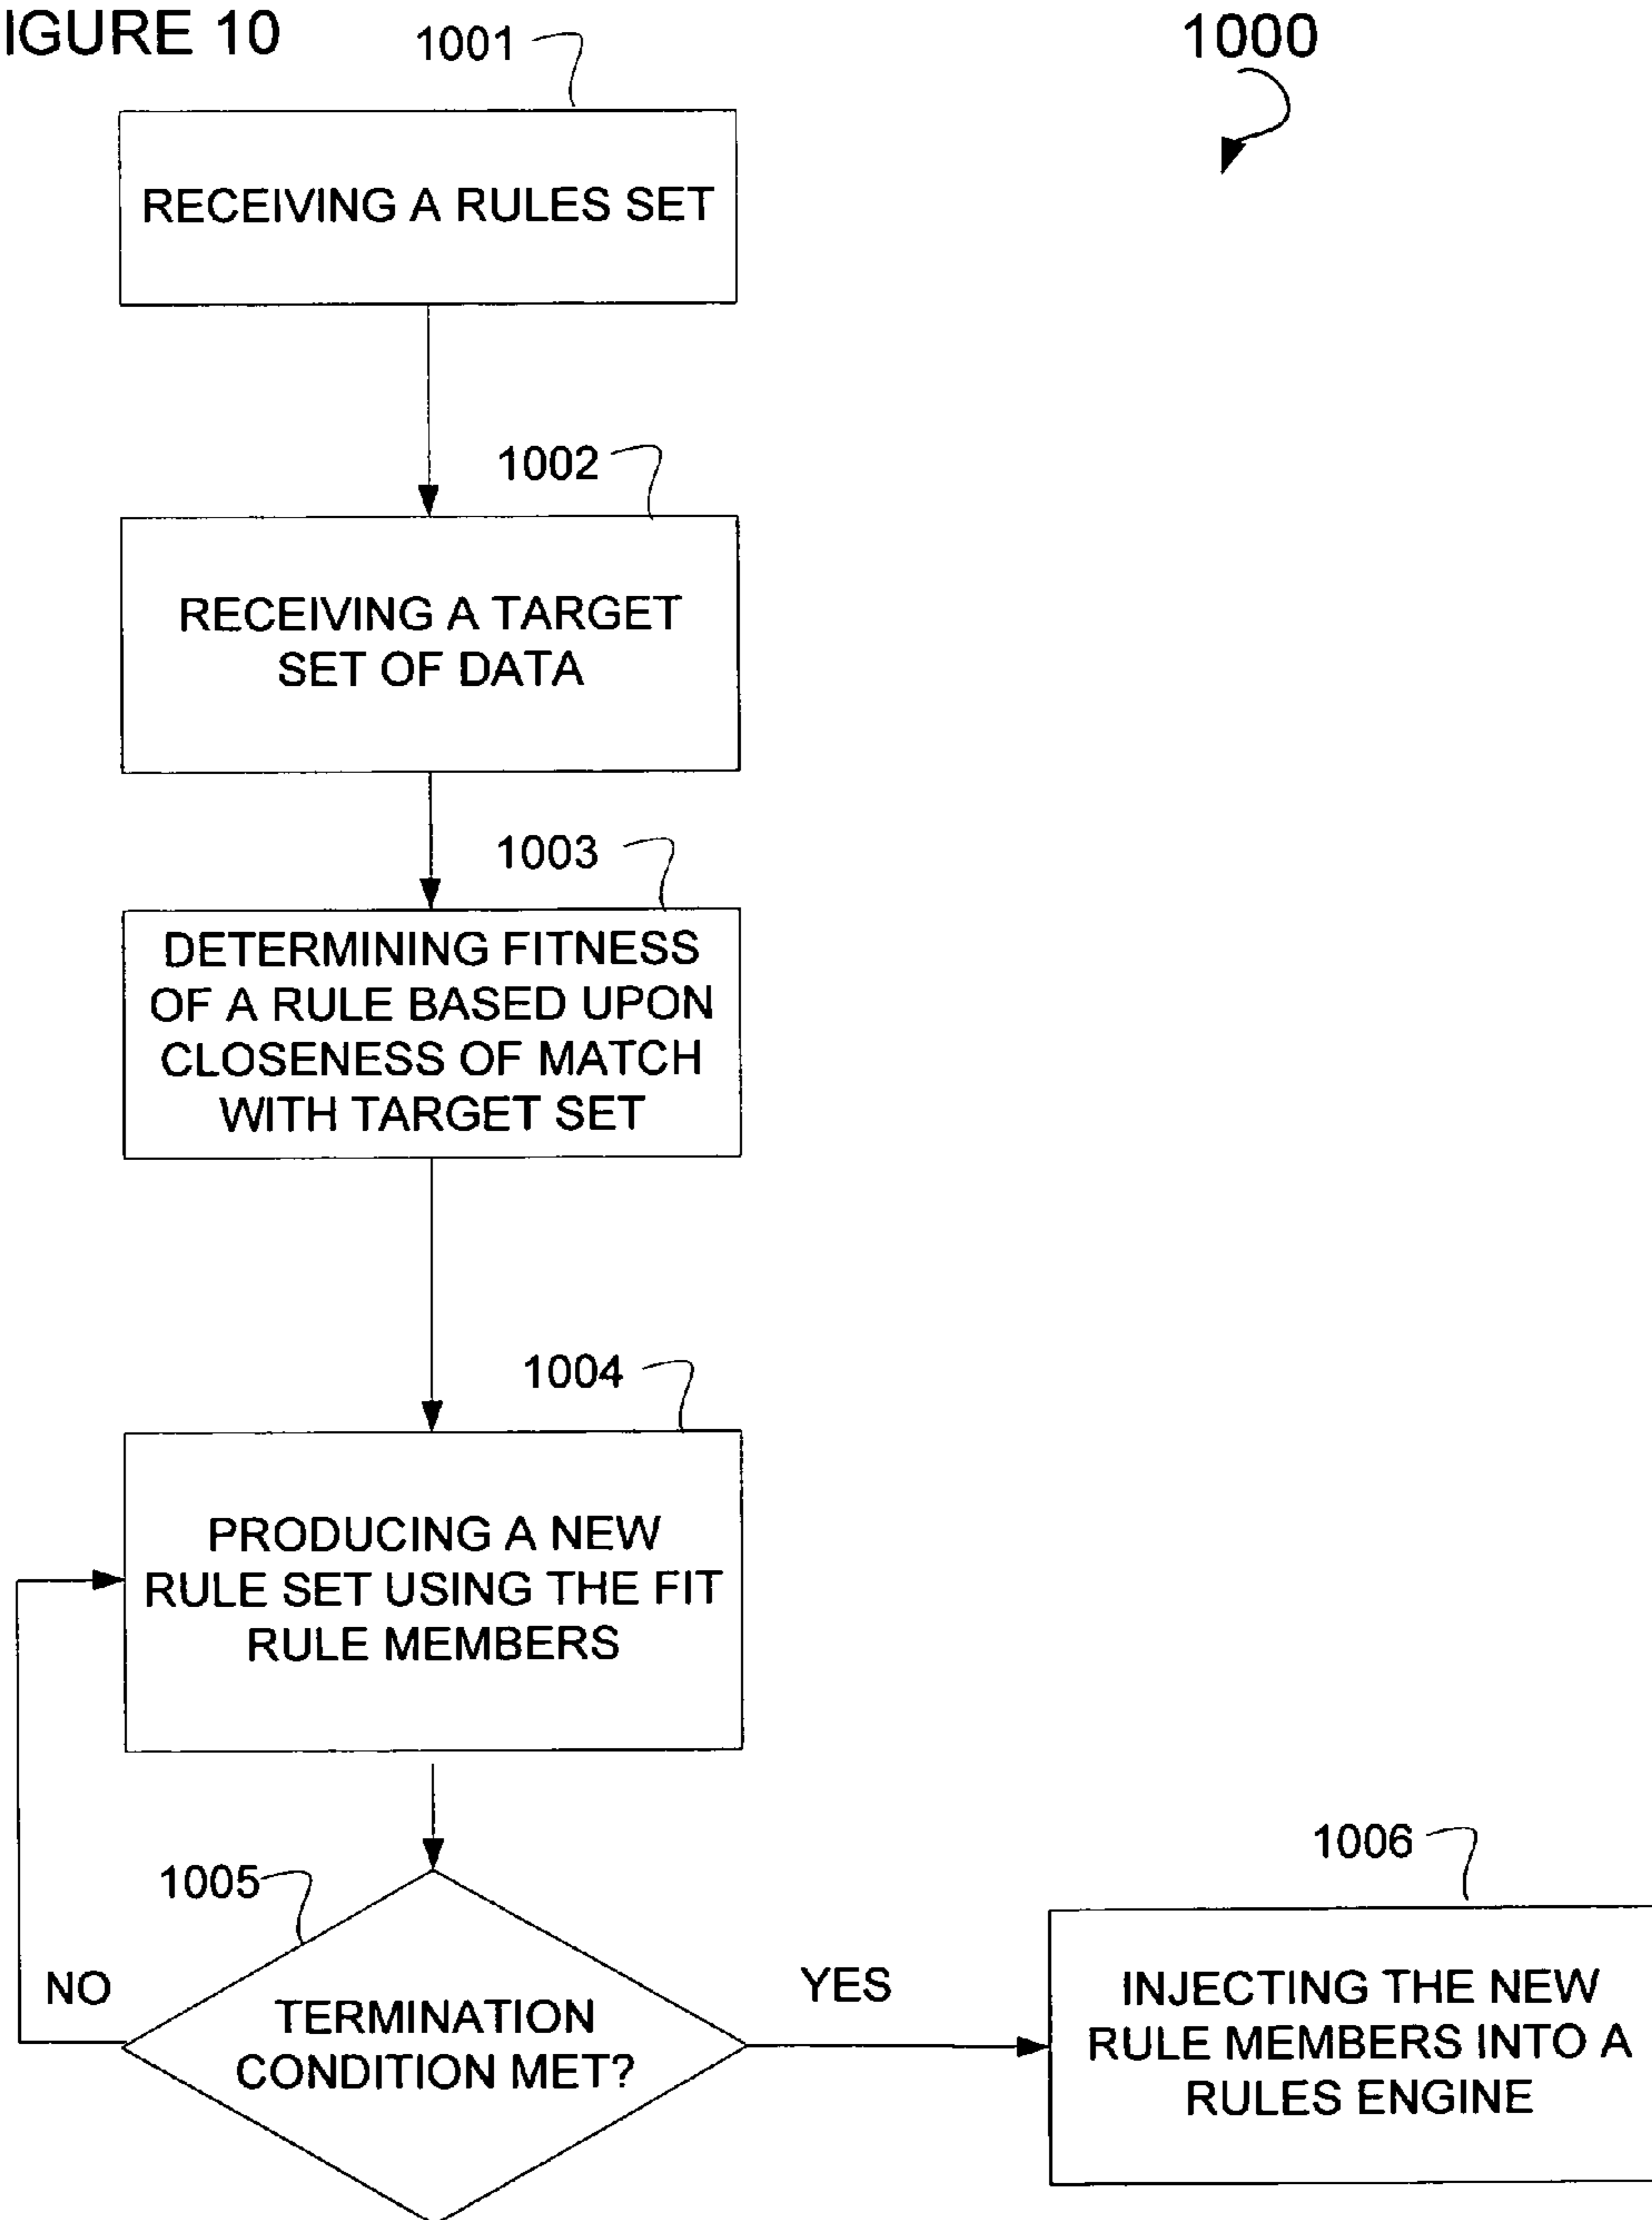 IGURE 10
1001
1000
RECEIVING A RULES SET
1002
RECEIVING A TARGET
SET OF DATA
1003
DETERMINING FITNESS
OF A RULE BASED UPON
CLOSENESS OF MATCH
WITH TARGET SET
1004
PRODUCING A NEW
RULE SET USING THE FIT
RULE MEMBERS
1005
NO
TERMINATION
CONDITION MET?
YES
1006
INJECTING THE NEW
RULE MEMBERS INTO A
RULES ENGINE